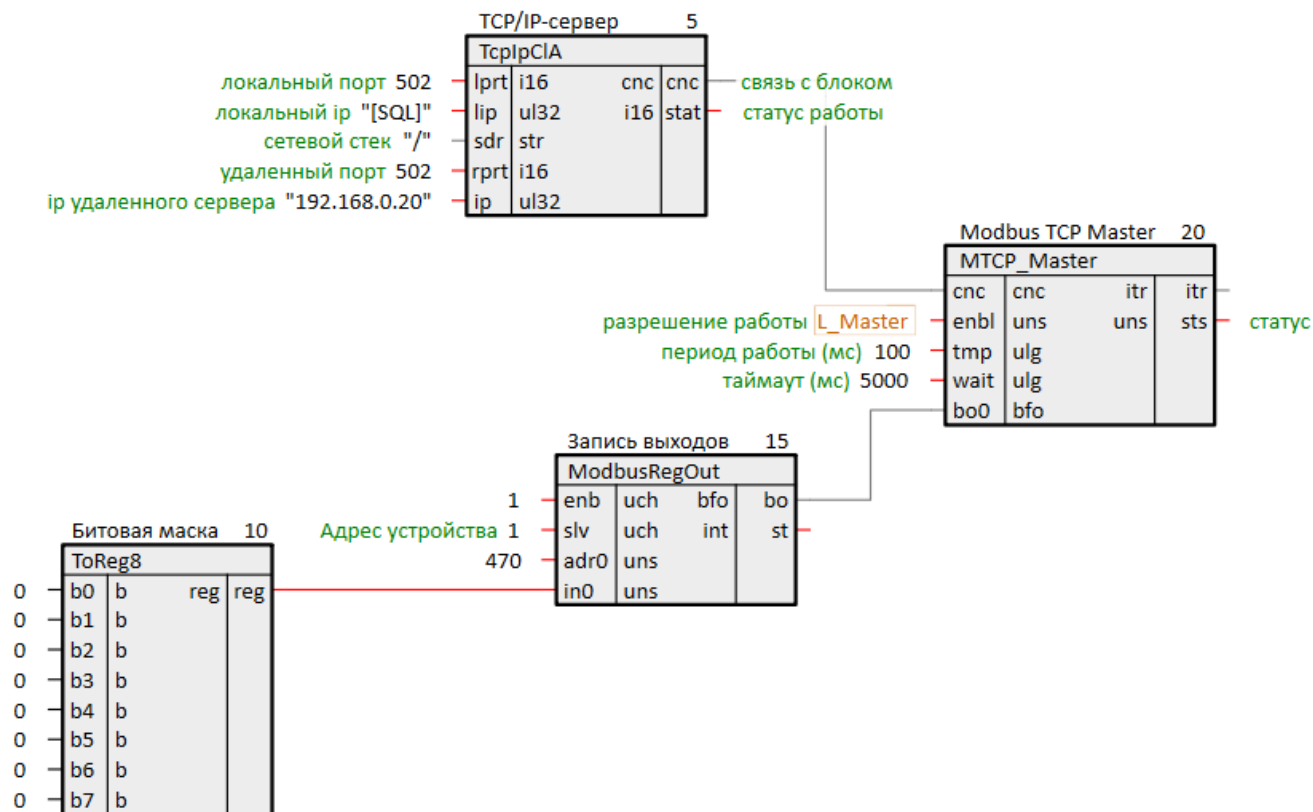 TCP/IP-сервер 5
TcpIpClA
локальный порт 502 lprt i16 cnc cnc связь с блоком
локальный ip "[SQL]" lip ul32 i16 stat статус работы
сетевой стек "/" sdr str
удаленный порт 502 rprt i16
ip удаленного сервера "192.168.0.20" ip ul32
Modbus TCP Master 20
MTCP_Master
cnc cnc itr itr
разрешение работы L_Master enbl uns uns sts статус
период работы (мс) 100 tmp ulg
таймаут (мс) 5000 wait ulg
bo0 bfo
Запись выходов 15
ModbusRegOut
1 enb uch bfo bo
Адрес устройства 1 slv uch int st
470 adr0 uns
in0 uns
Битовая маска 10
ToReg8
0 b0 b reg reg
0 b1 b
0 b2 b
0 b3 b
0 b4 b
0 b5 b
0 b6 b
0 b7 b